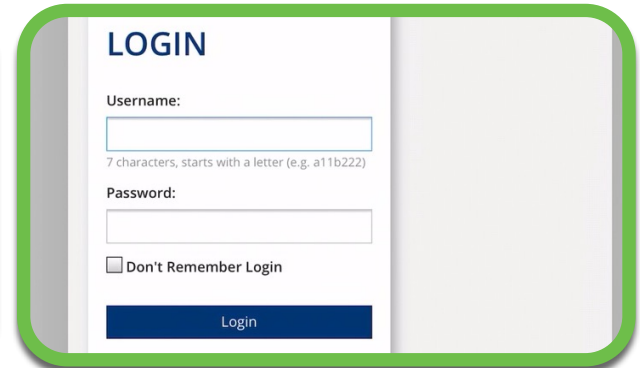 LOGIN
Username:
7 characters, starts with a letter (e.g. a11b222)
Password:
Don't Remember Login
Login